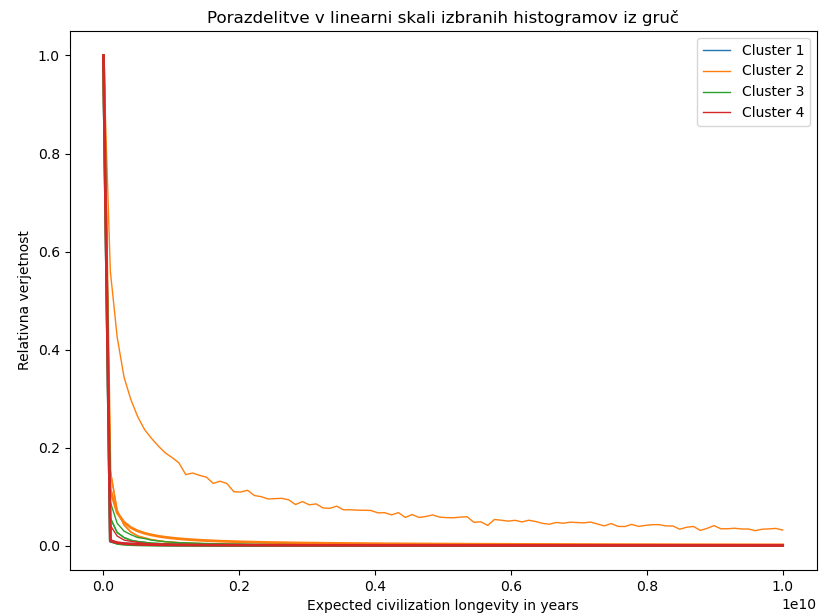 Porazdelitve v linearni skali izbranih histogramov iz gruč
Cluster 1
Cluster 2
Cluster 3
Cluster 4
Relativna verjetnost
1.0
0.8
0.6
0.4
0.2
0.0
0.0 0.2 0.4 0.6 0.8 1.0
1e10
Expected civilization longevity in years